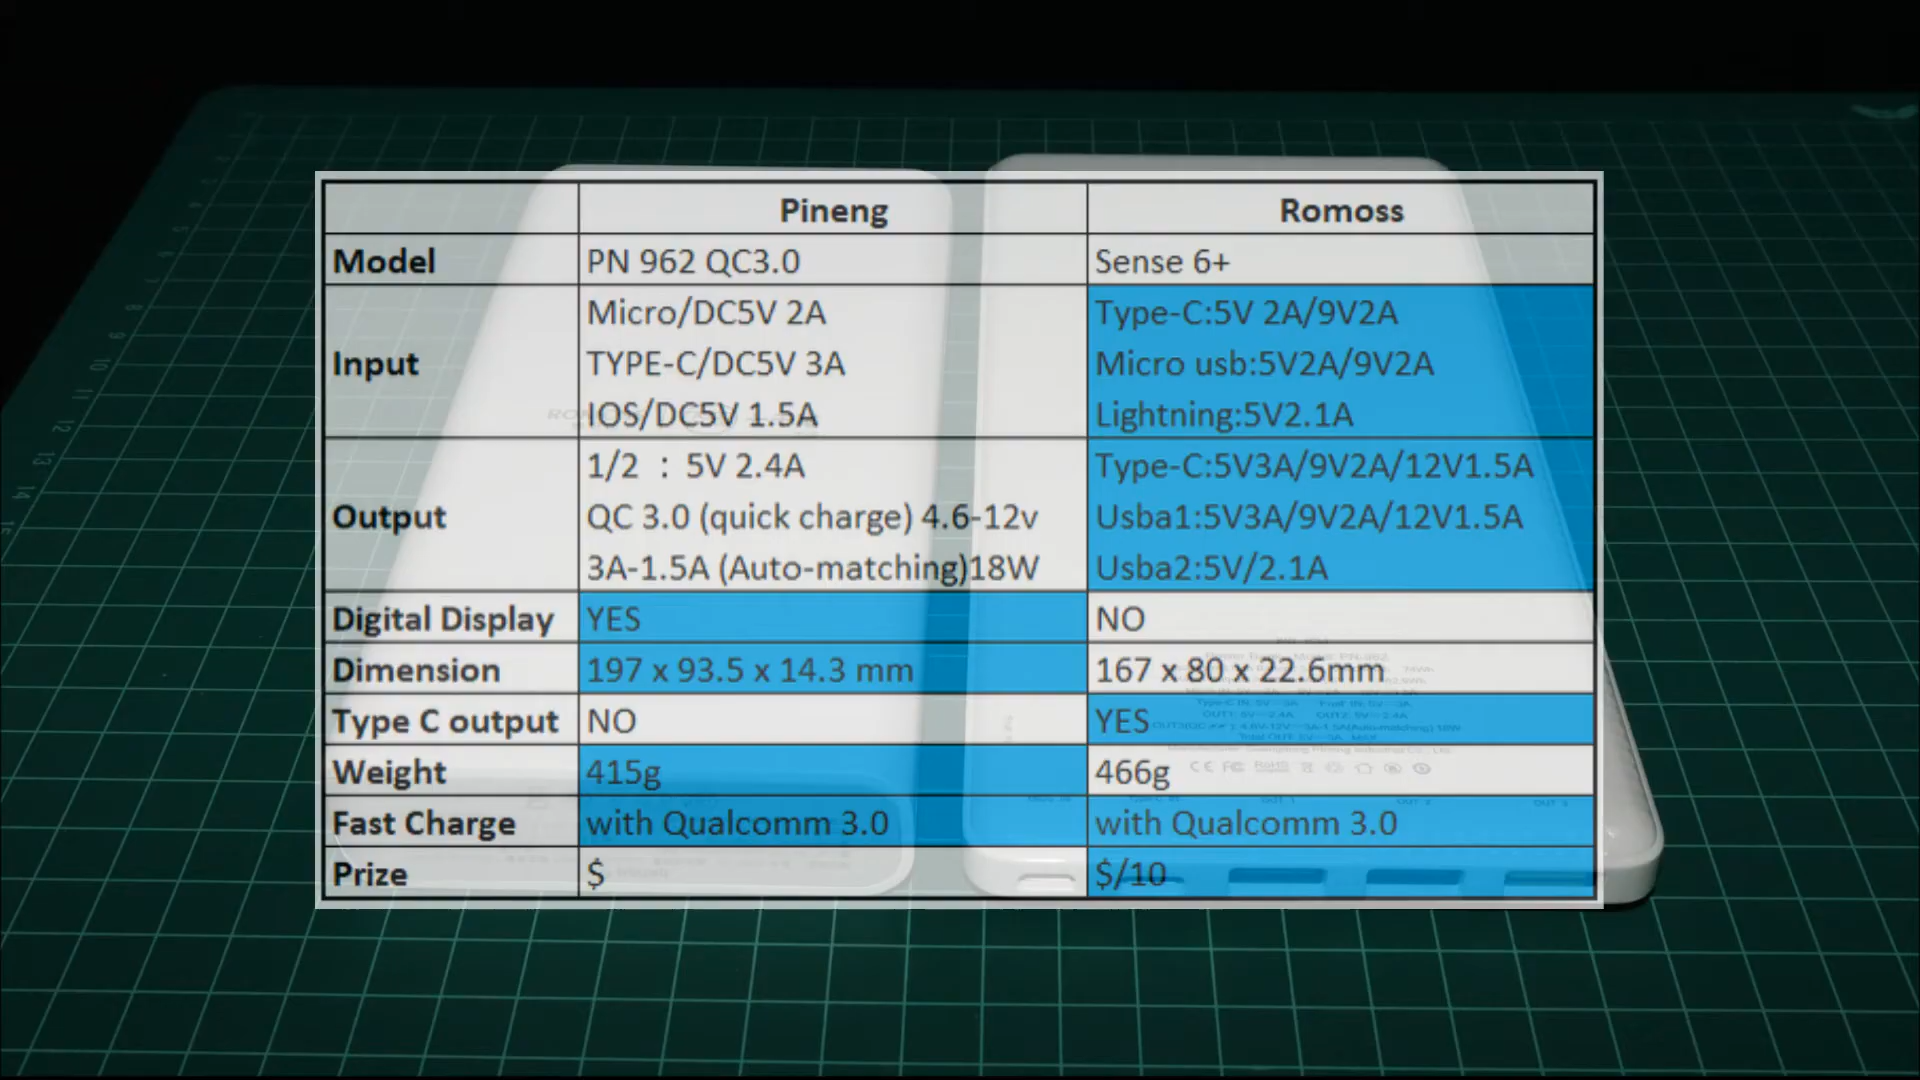 Pineng Romoss
Model PN 962 QC3.0 Sense 6+
Input
Micro/DC5V 2A
TYPE-C/DC5V 3A
IOS/DC5V 1.5A
Type-C:5V 2A/9V2A
Micro usb:5V2A/9V2A
Lightning:5V2.1A
Output
1/2 : 5V 2.4A
QC 3.0 (quick charge) 4.6-12v
3A-1.5A (Auto-matching)18W
Type-C:5V3A/9V2A/12V1.5A
Usba1:5V3A/9V2A/12V1.5A
Usba2:5V/2.1A
Digital Display YES NO
Dimension 197 x 93.5 x 14.3 mm 167 x 80 x 22.6mm
Type C output NO YES
Weight 415g 466g
Fast Charge with Qualcomm 3.0 with Qualcomm 3.0
Prize $ $/10